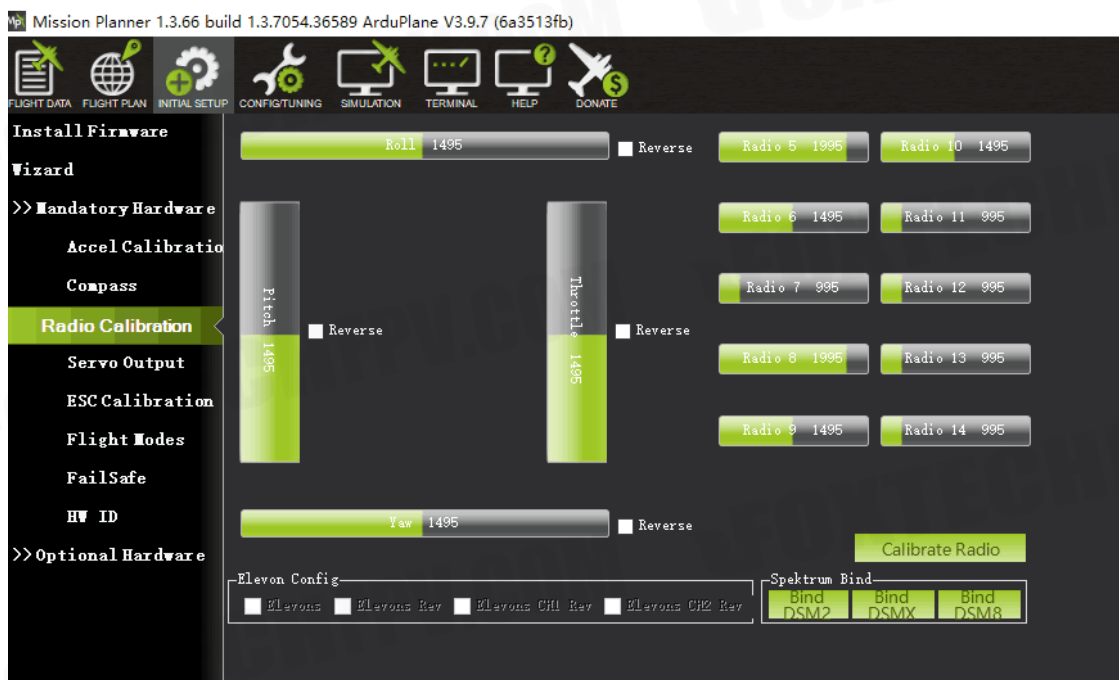 Mission Planner 1.3.66 build 1.3.7054.36589 ArduPlane V3.9.7 (6a3513fb)
FLIGHT DATA FLIGHT PLAN INITIAL SETUP CONFIG/TUNING SIMULATION TERMINAL HELP DONATE
Install Firmware
Wizard
>> Mandatory Hardware
Accel Calibratio
Compass
Radio Calibration
Servo Output
ESC Calibration
Flight Modes
FailSafe
HW ID
>> Optional Hardware
Roll 1495
Reverse
Pitch 1495
Reverse
Throttle 1495
Reverse
Yaw 1495
Reverse
Radio 5 1995
Radio 10 1495
Radio 6 1495
Radio 11 995
Radio 7 995
Radio 12 995
Radio 8 1995
Radio 13 995
Radio 9 1495
Radio 14 995
Calibrate Radio
Elevon Config
Elevons Elevons Rev Elevons CH1 Rev Elevons CH2 Rev
Spektrum Bind
Bind DSM2
Bind DSMX
Bind DSM8